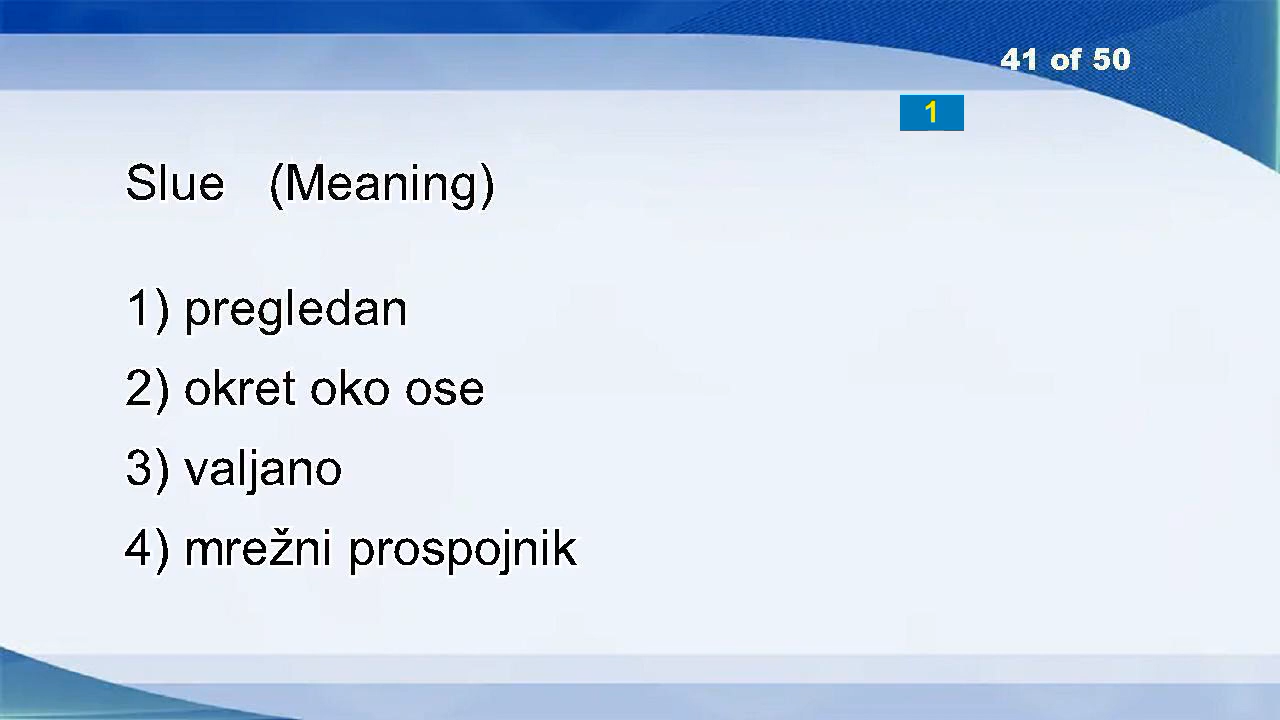 41 of 50
1
Slue (Meaning)
1) pregledan
2) okret oko ose
3) valjano
4) mrežni prospojnik